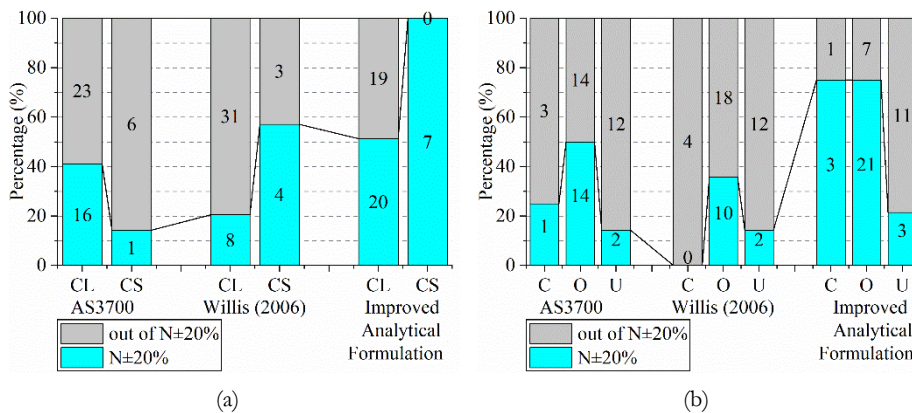 (a)
100
80
60
40
20
0
Percentage (%)
23
6
31
3
19
0
16
1
8
4
20
7
CL CS CL CS CL CS
AS3700 Willis (2006) Improved
Analytical
Formulation
out of N±20%
N±20%
(b)
100
80
60
40
20
0
Percentage (%)
3
14
12
4
18
12
1
7
11
1
14
2
0
10
2
3
21
3
C O U C O U C O U
AS3700 Willis (2006) Improved
Analytical
Formulation
out of N±20%
N±20%
(a)
(b)